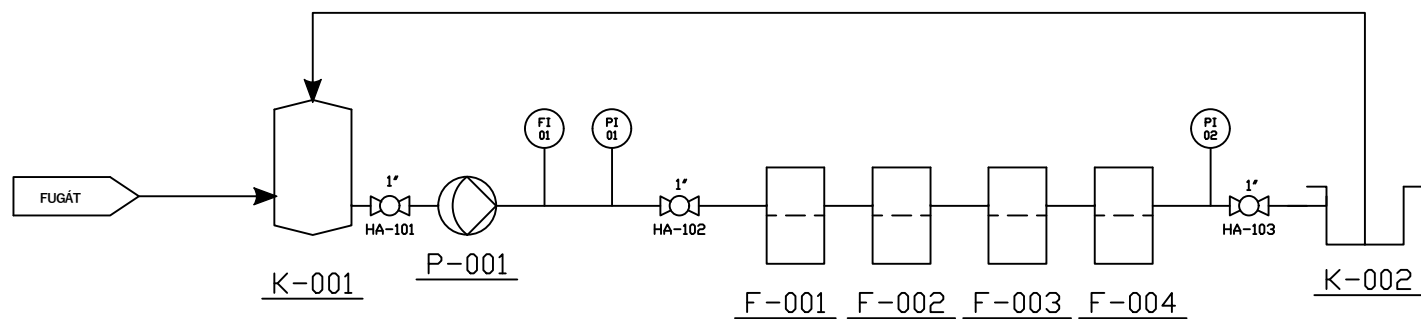 FI
01
PI
01
PI
02
FUGÁT
1"
HA-101
1"
HA-102
1"
HA-103
K-001
P-001
F-001
F-002
F-003
F-004
K-002